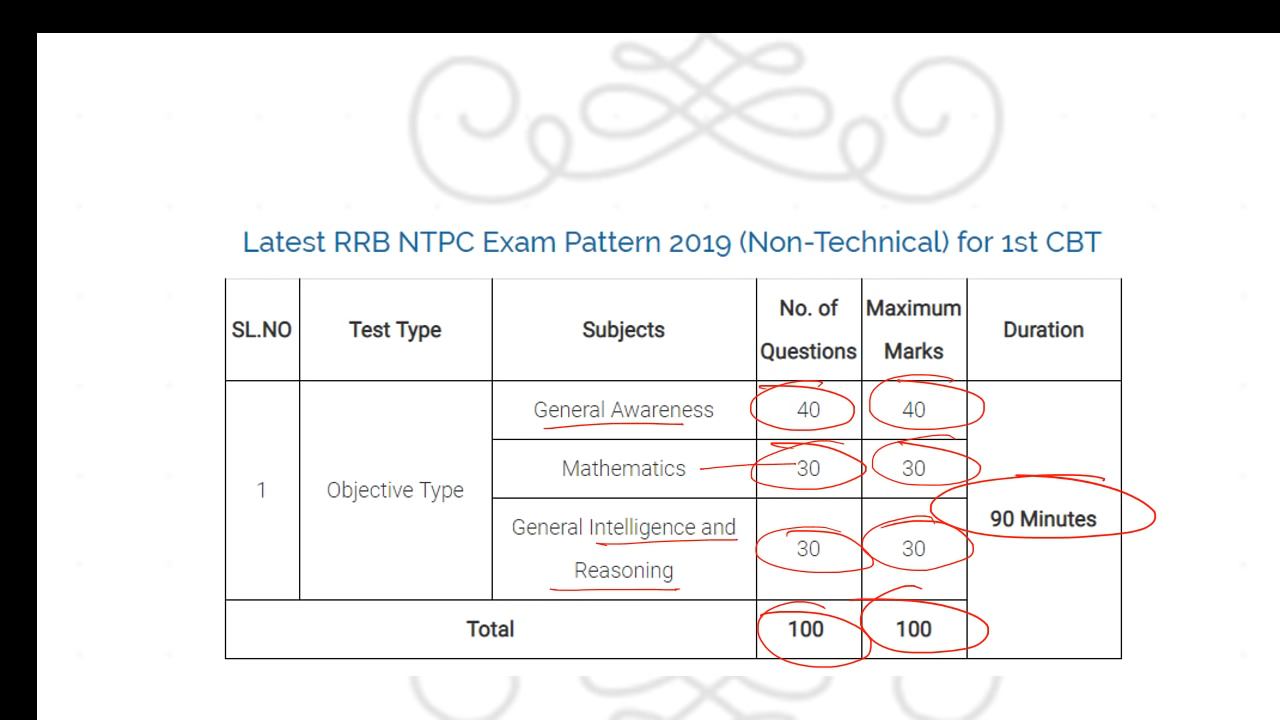 Latest RRB NTPC Exam Pattern 2019 (Non-Technical) for 1st CBT
SL.NO Test Type Subjects No. of Questions Maximum Marks Duration
1 Objective Type General Awareness 40 40 90 Minutes
Mathematics 30 30
General Intelligence and Reasoning 30 30
Total 100 100